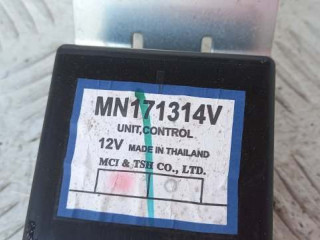 MN171314V
UNIT,CONTROL
12V MADE IN THAILAND
MCI & TSH CO., LTD.